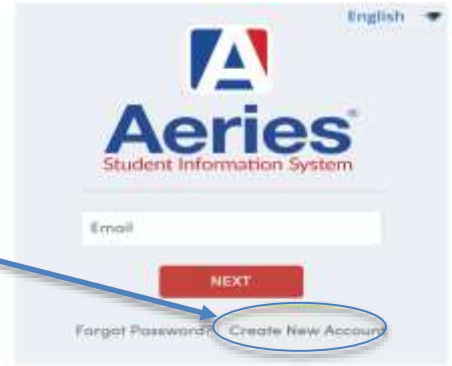 English
A
Aeries®
Student Information System
Email
NEXT
Forgot Password? Create New Account